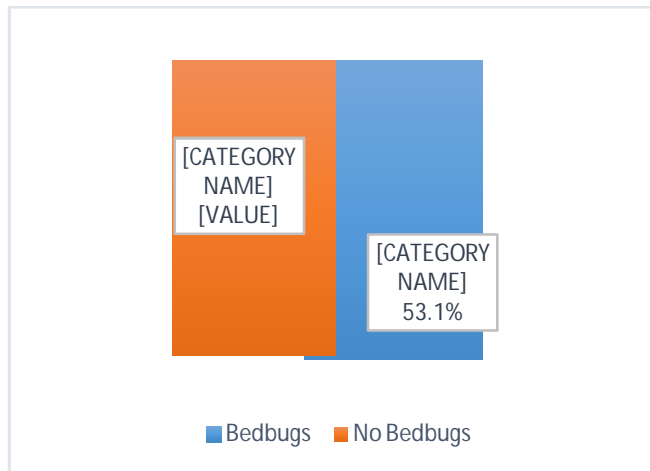 [CATEGORY
NAME]
[VALUE]
[CATEGORY
NAME]
53.1%
Bedbugs No Bedbugs